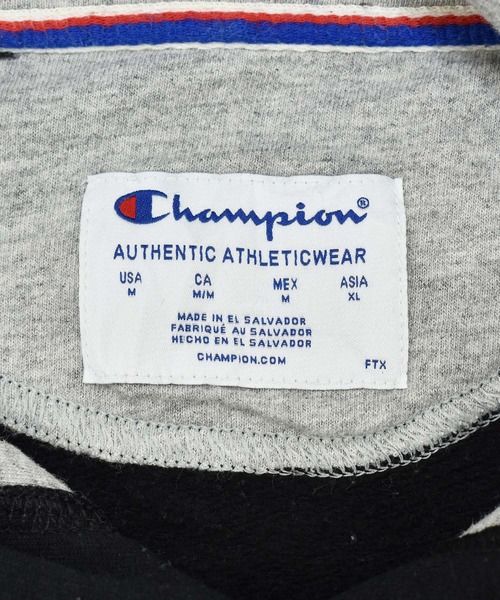 Champion®
AUTHENTIC ATHLETICWEAR
USA CA MEX ASIA
M M/M M XL
MADE IN EL SALVADOR
FABRIQUÉ AU SALVADOR
HECHO EN EL SALVADOR
CHAMPION.COM
FTX